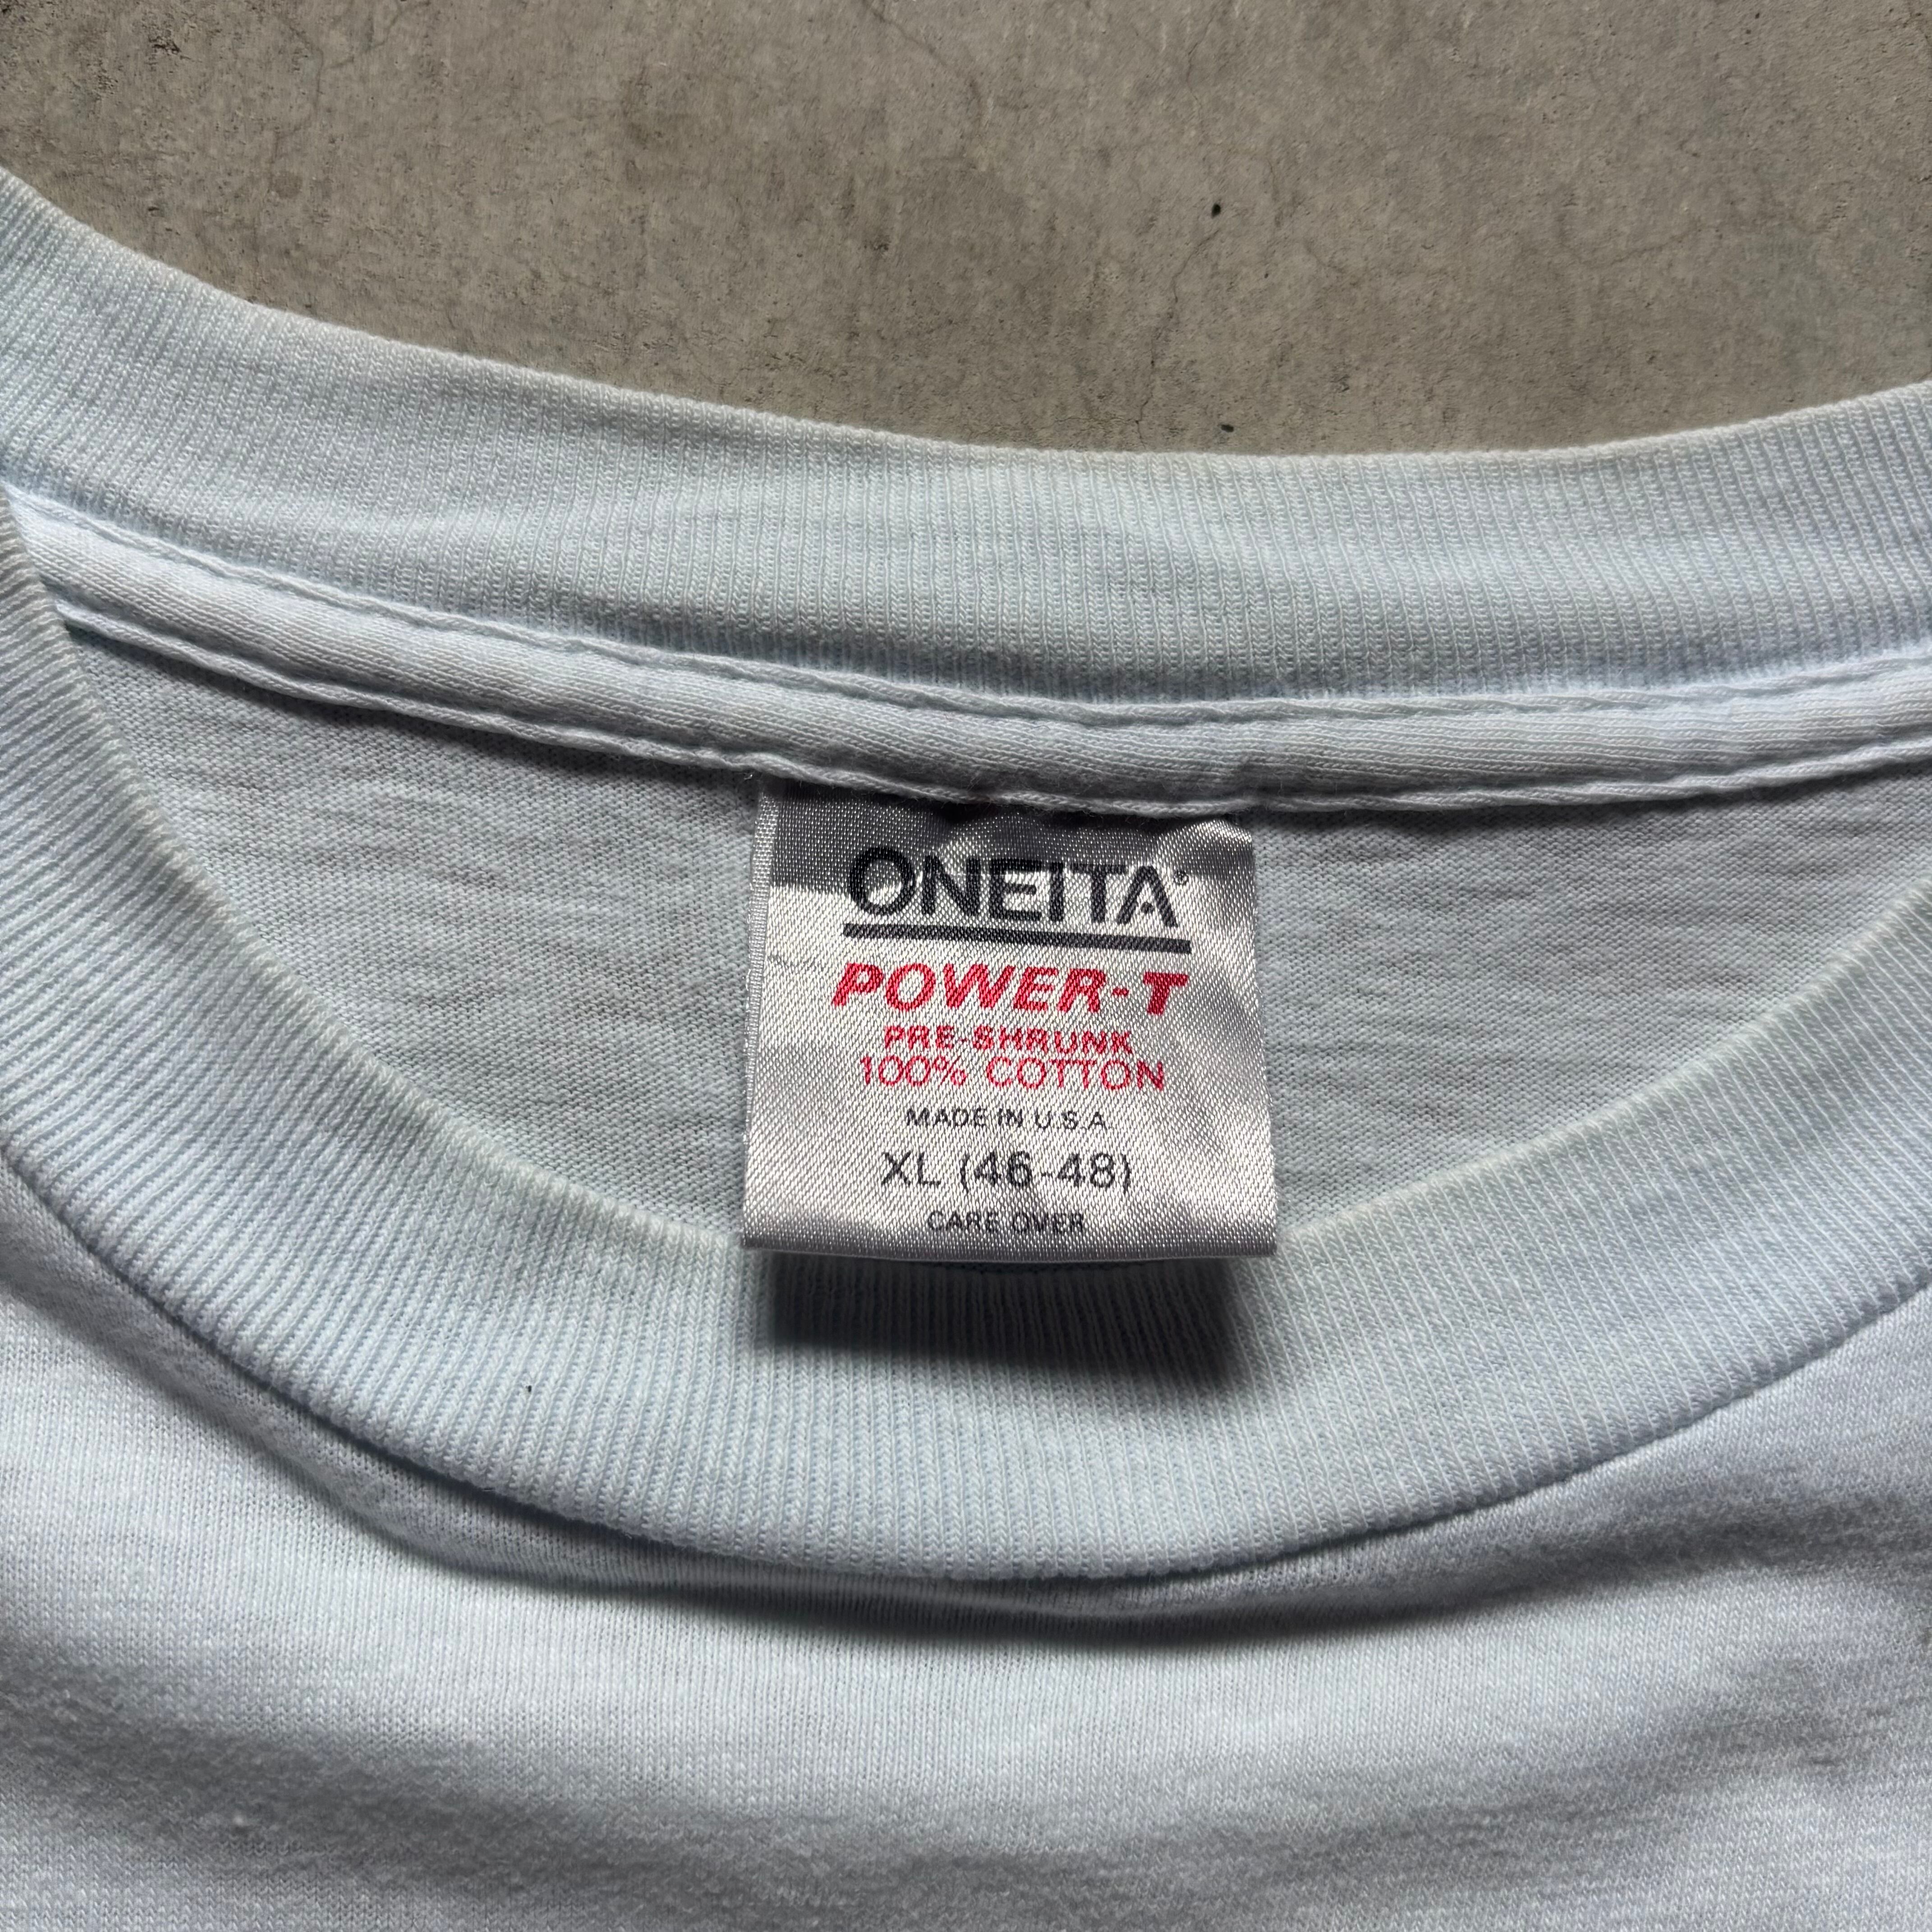 ONEITA®
POWER-T
PRE-SHRUNK
100% COTTON
MADE IN U.S.A
XL (46-48)
CARE OVER